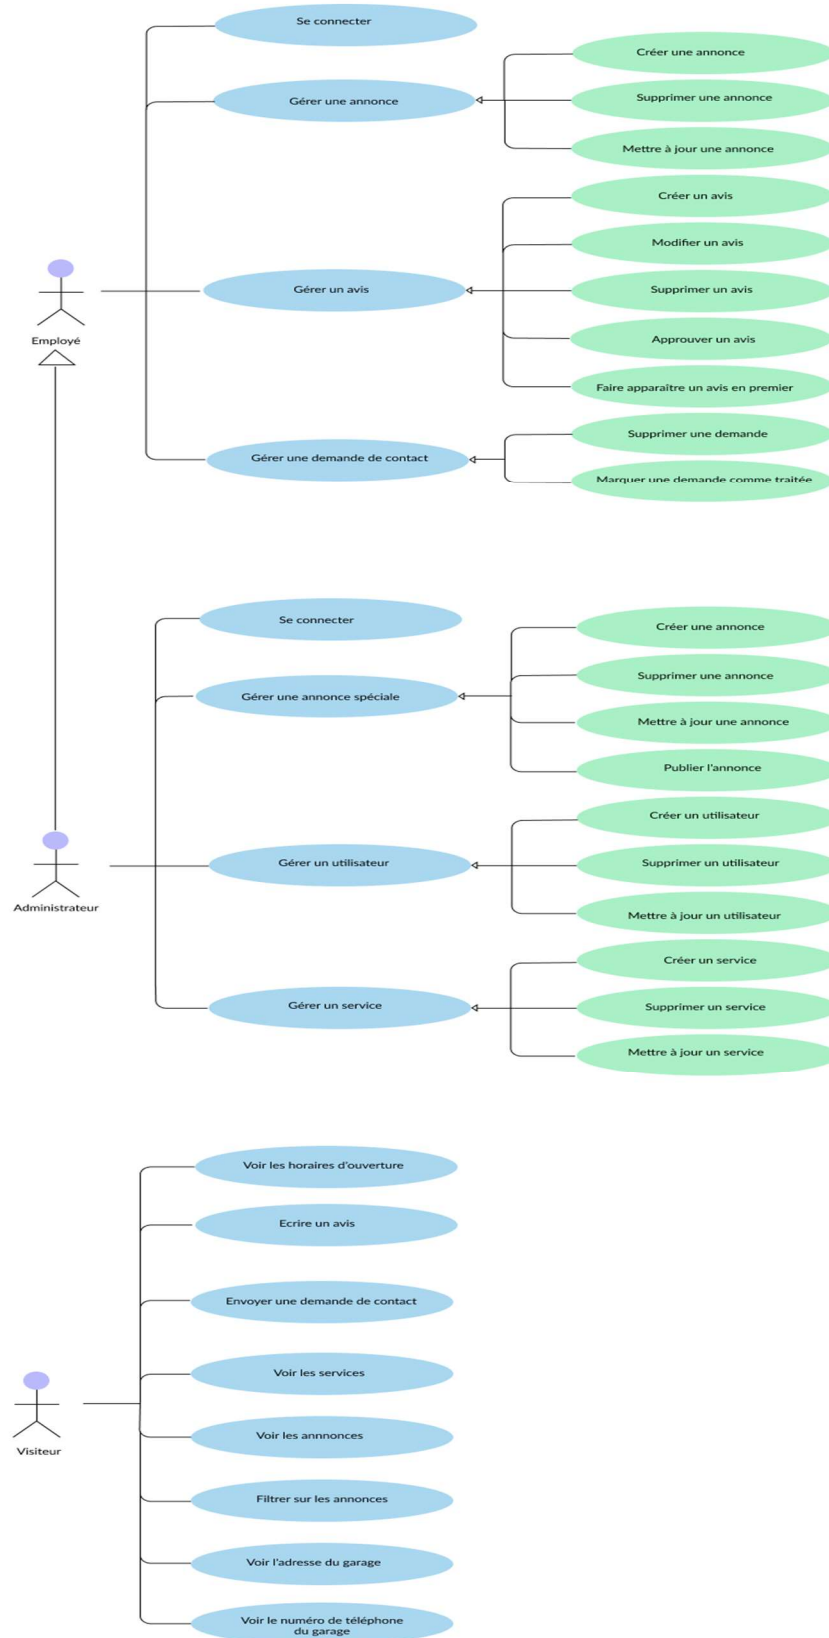 Se connecter
Gérer une annonce
Créer une annonce
Supprimer une annonce
Mettre à jour une annonce
Employé
Gérer un avis
Créer un avis
Modifier un avis
Supprimer un avis
Approuver un avis
Faire apparaître un avis en premier
Gérer une demande de contact
Supprimer une demande
Marquer une demande comme traitée
Administrateur
Se connecter
Gérer une annonce spéciale
Créer une annonce
Supprimer une annonce
Mettre à jour une annonce
Publier l'annonce
Gérer un utilisateur
Créer un utilisateur
Supprimer un utilisateur
Mettre à jour un utilisateur
Gérer un service
Créer un service
Supprimer un service
Mettre à jour un service
Visiteur
Voir les horaires d'ouverture
Ecrire un avis
Envoyer une demande de contact
Voir les services
Voir les annnonces
Filtrer sur les annonces
Voir l'adresse du garage
Voir le numéro de téléphone
du garage